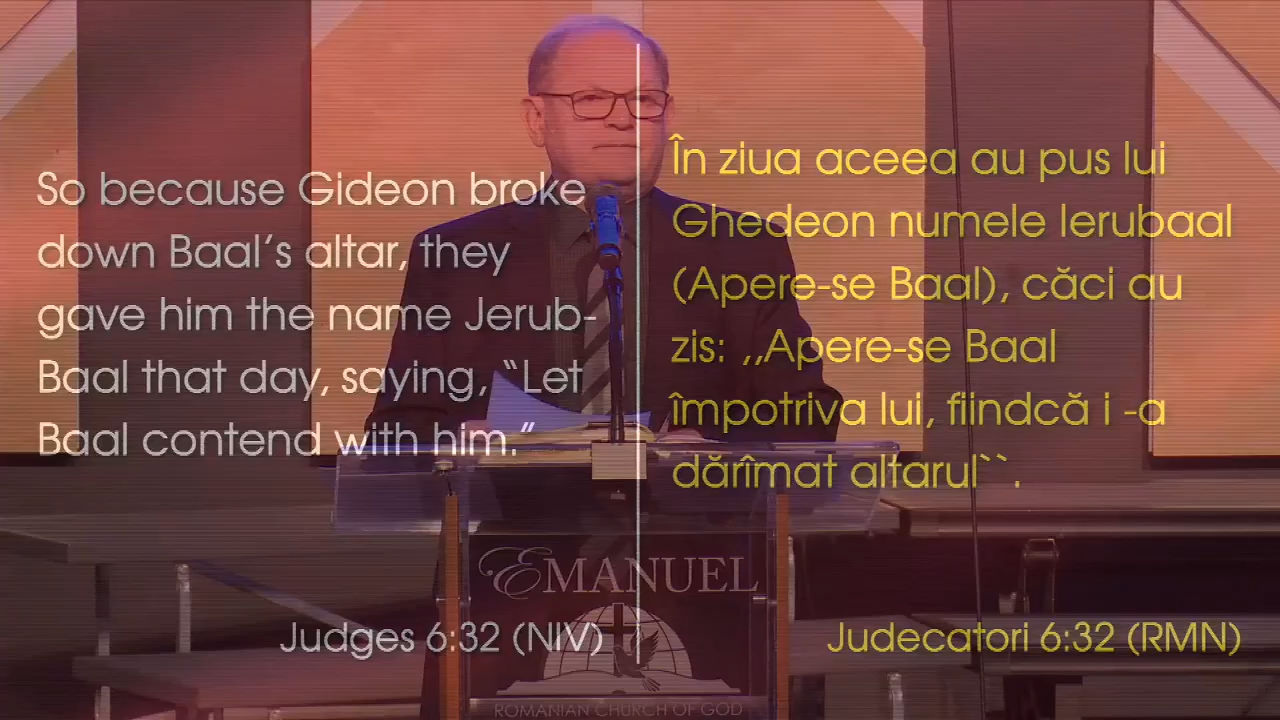 So because Gideon broke
down Baal’s altar, they
gave him the name Jerub-
Baal that day, saying, “Let
Baal contend with him.”
Judges 6:32 (NIV)
În ziua aceea au pus lui
Ghedeon numele Ierubaal
(Apere-se Baal), căci au
zis: ,,Apere-se Baal
împotriva lui, fiindcă i -a
dărîmat altarul``.
Judecatori 6:32 (RMN)
EMANUEL
ROMANIAN CHURCH OF GOD